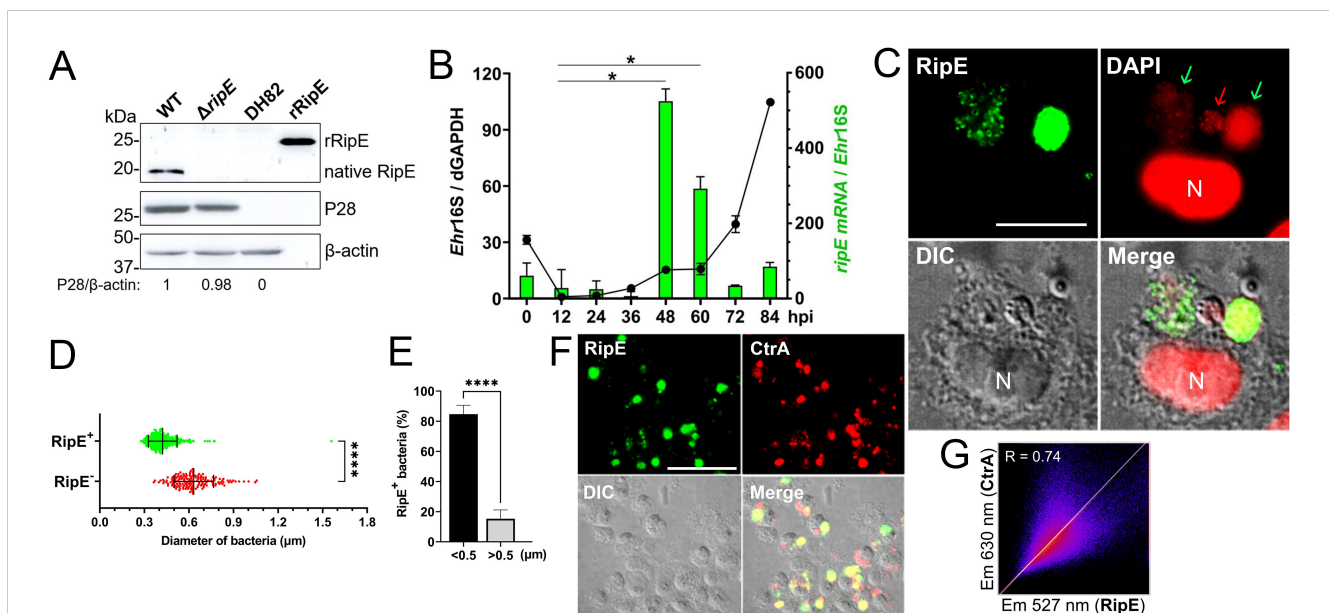 A
WT
ΔripE
DH82
rRipE
kDa
25
rRipE
20
native RipE
25
P28
50
37
β-actin
P28/β-actin: 1 0.98 0
B
Ehr16S / dGAPDH
120
90
60
30
0
*
*
600
400
200
100
0
ripE mRNA / Ehr16S
0 12 24 36 48 60 72 84 hpi
C
RipE
DAPI
N
DIC
N
Merge
N
D
RipE+
RipE-
****
0.0 0.3 0.6 0.9 1.2 1.5 1.8
Diameter of bacteria (μm)
E
RipE+ bacteria (%)
100
80
60
40
20
0
****
<0.5 >0.5 (μm)
F
RipE
CtrA
DIC
Merge
G
R = 0.74
Em 630 nm (CtrA)
Em 527 nm (RipE)